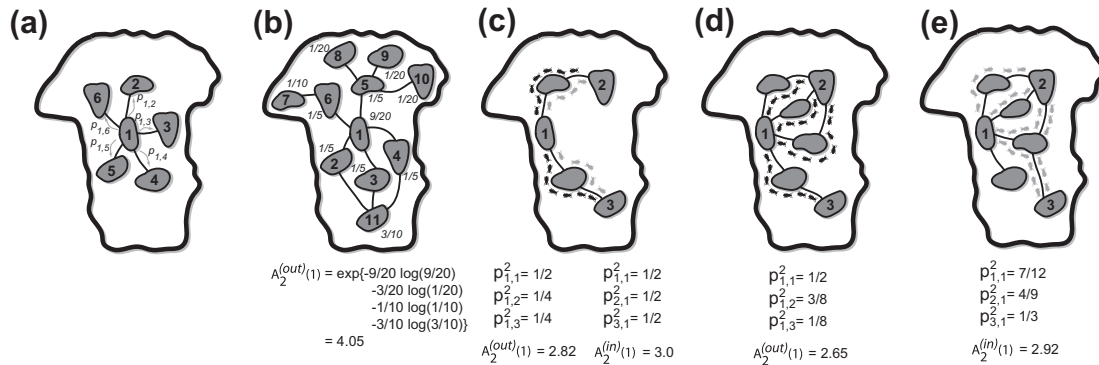 (a)
2
6
p1,2
p1,3
3
p1,6
1
p1,5
p1,4
5
4
(b)
1/20
8
9
1/20
10
1/10
5
7
6
1/5
1/20
1/5
9/20
1
1/5
2
4
1/5
3
1/5
11
3/10
A2(out)(1) = exp{-9/20 log(9/20)
-3/20 log(1/20)
-1/10 log(1/10)
-3/10 log(3/10)}
= 4.05
(c)
2
1
3
p²1,1= 1/2
p²1,2= 1/4
p²1,3= 1/4
A2(out)(1) = 2.82
p²1,1= 1/2
p²2,1= 1/2
p²3,1= 1/2
A2(in)(1) = 3.0
(d)
2
1
3
p²1,1= 1/2
p²1,2= 3/8
p²1,3= 1/8
A2(out)(1) = 2.65
(e)
2
1
3
p²1,1= 7/12
p²2,1= 4/9
p²3,1= 1/3
A2(in)(1) = 2.92